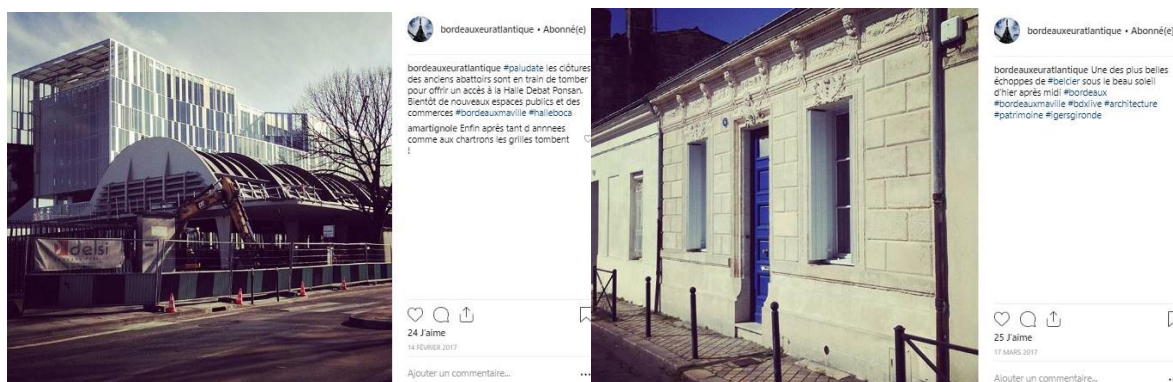 bordeauxeuratlantique • Abonné(e)
bordeauxeuratlantique #paludate les clôtures
des anciens abattoirs sont en train de tomber
pour offrir un accès à la Halle Debat Ponsan.
Bientôt de nouveaux espaces publics et des
commerces #bordeauxmaville #halleboca
amartignole Enfin après tant d annnees
comme aux chartrons les grilles tombent
!
24 J'aime
14 FÉVRIER 2017
Ajouter un commentaire...
delsi
bordeauxeuratlantique • Abonné(e)
bordeauxeuratlantique Une des plus belles
échoppes de #belcier sous le beau soleil
d'hier après midi #bordeaux
#bordeauxmaville #bdxlive #architecture
#patrimoine #igersgironde
25 J'aime
17 MARS 2017
Ajouter un commentaire...